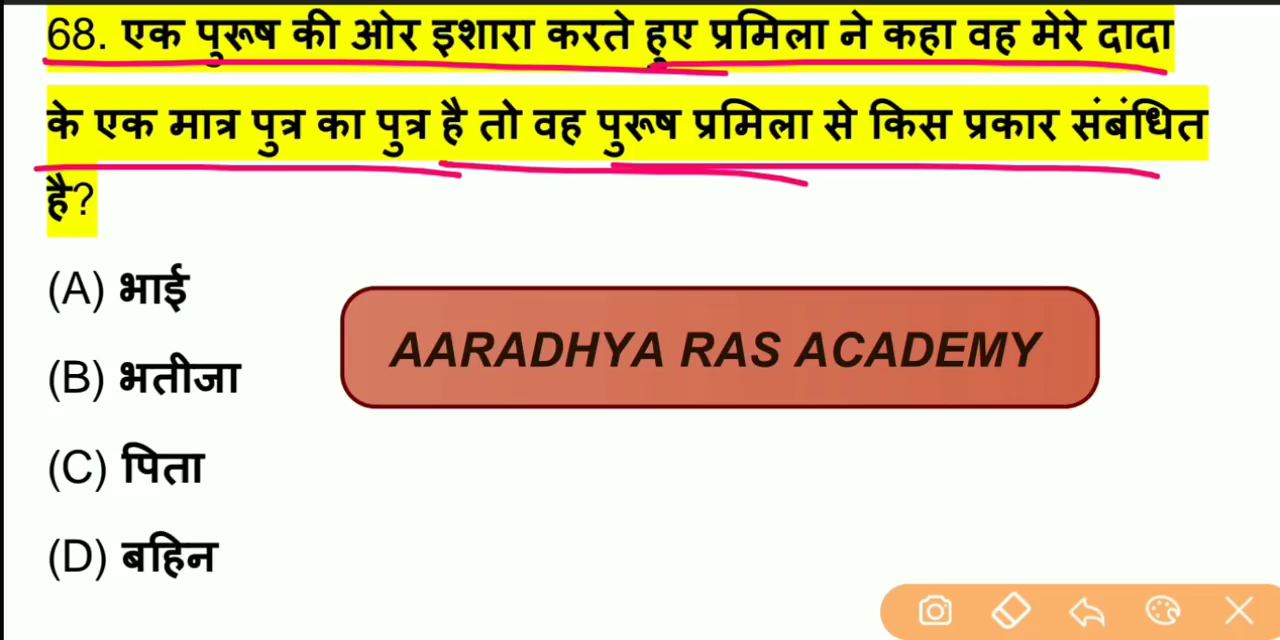 68. एक पुरूष की ओर इशारा करते हुए प्रमिला ने कहा वह मेरे दादा
के एक मात्र पुत्र का पुत्र है तो वह पुरूष प्रमिला से किस प्रकार संबंधित
है?
(A) भाई
AARADHYA RAS ACADEMY
(B) भतीजा
(C) पिता
(D) बहिन